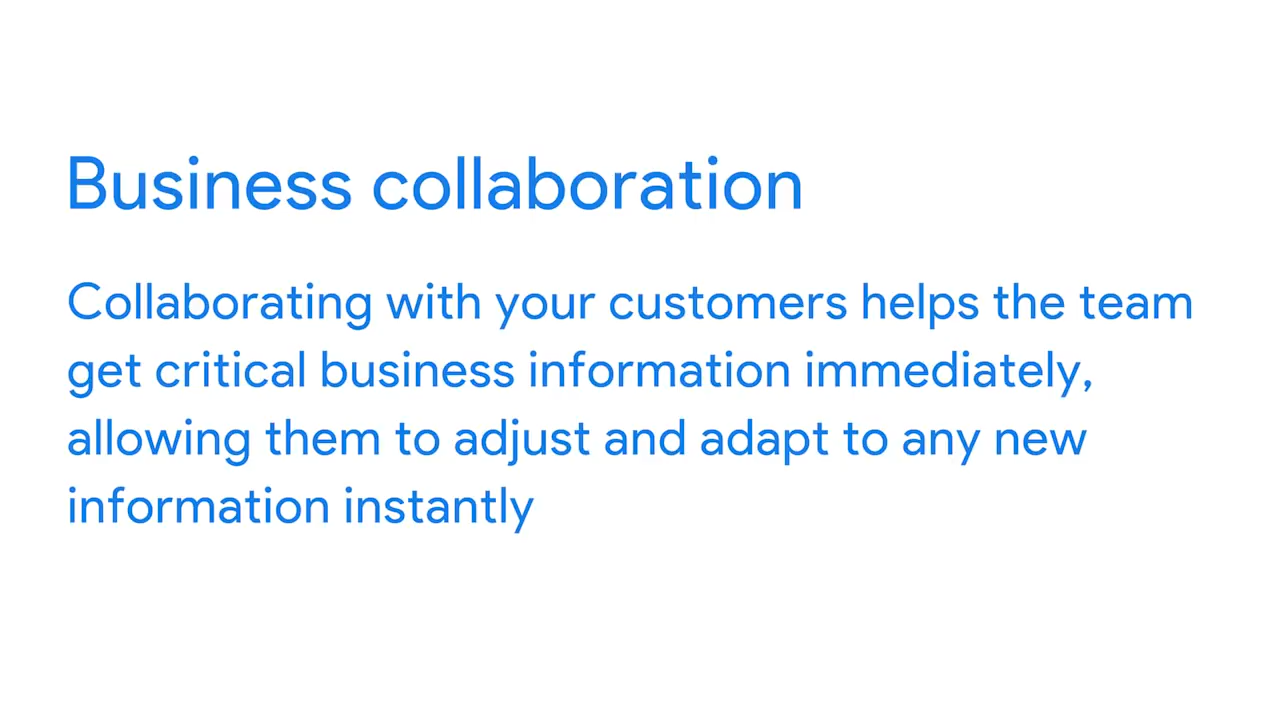 Business collaboration
Collaborating with your customers helps the team
get critical business information immediately,
allowing them to adjust and adapt to any new
information instantly